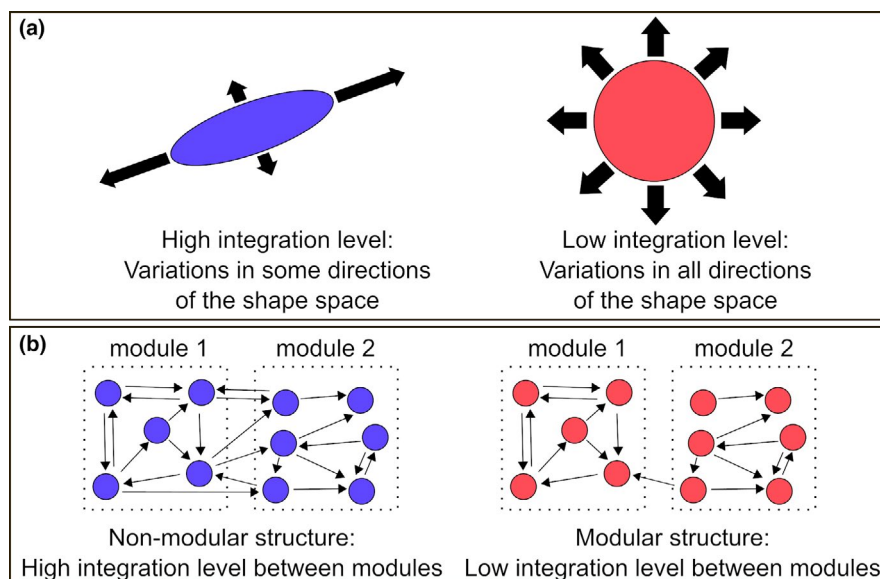 (a)
High integration level:
Variations in some directions
of the shape space
Low integration level:
Variations in all directions
of the shape space
(b)
module 1
module 2
module 1
module 2
Non-modular structure:
High integration level between modules
Modular structure:
Low integration level between modules